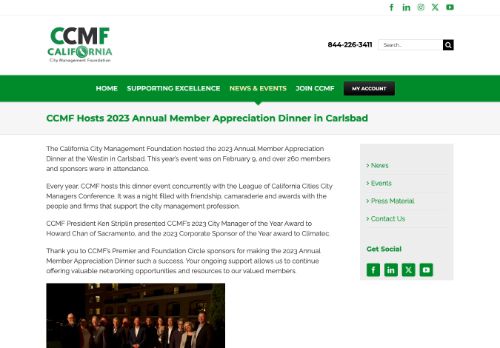 CCMF
CALIFORNIA
City Management Foundation
844-226-3411
Search...
HOME SUPPORTING EXCELLENCE NEWS & EVENTS JOIN CCMF MY ACCOUNT
CCMF Hosts 2023 Annual Member Appreciation Dinner in Carlsbad
The California City Management Foundation hosted the 2023 Annual Member Appreciation
Dinner at the Westin in Carlsbad. This year's event was on February 9, and over 260 members
and sponsors were in attendance.
Every year, CCMF hosts this dinner event concurrently with the League of California Cities City
Managers Conference. It was a night filled with friendship, camaraderie and awards with the
people and firms that support the city management profession.
CCMF President Ken Striplin presented CCMF's 2023 City Manager of the Year Award to
Howard Chan of Sacramento, and the 2023 Corporate Sponsor of the Year award to Climatec.
Thank you to CCMF's Premier and Foundation Circle sponsors for making the 2023 Annual
Member Appreciation Dinner such a success. Your ongoing support allows us to continue
offering valuable networking opportunities and resources to our valued members.
> News
> Events
> Press Material
> Contact Us
Get Social